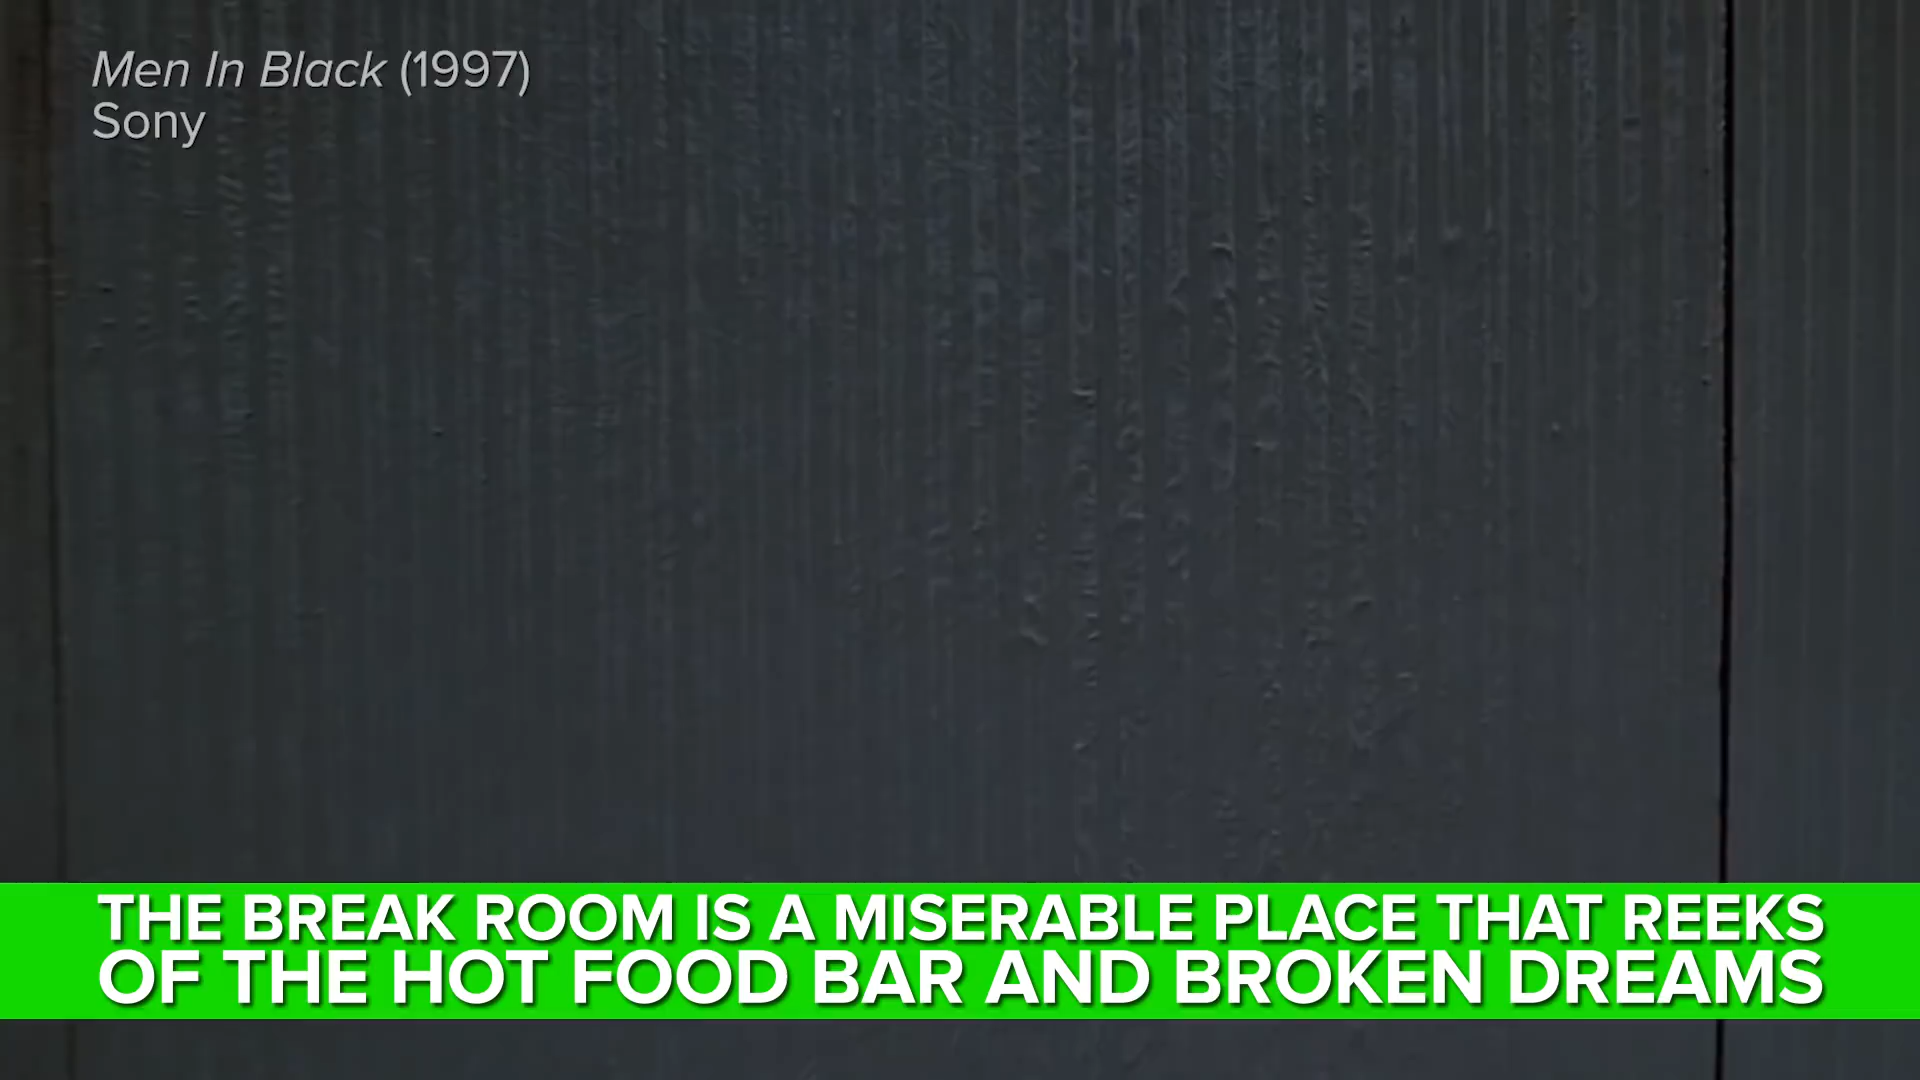 Men In Black (1997)
Sony
THE BREAK ROOM IS A MISERABLE PLACE THAT REEKS
OF THE HOT FOOD BAR AND BROKEN DREAMS